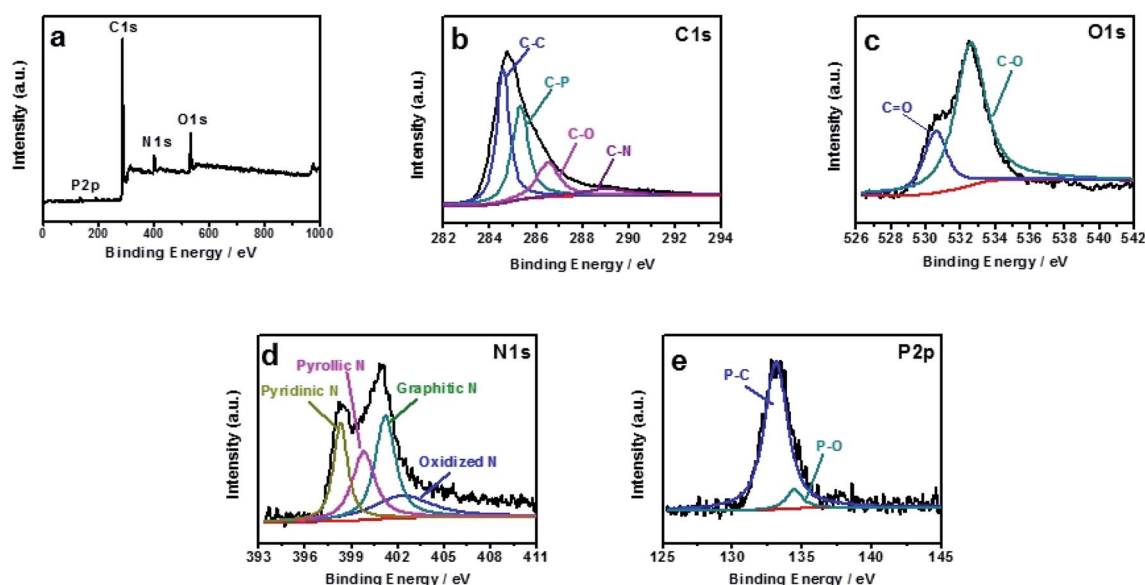 a
C1s
O1s
N1s
P2p
Intensity (a.u.)
0 200 400 600 800 1000
Binding Energy / eV
b
C1s
C-C
C-P
C-O
C-N
Intensity (a.u.)
282 284 286 288 290 292 294
Binding Energy / eV
c
O1s
C-O
C=O
Intensity (a.u.)
526 528 530 532 534 536 538 540 542
Binding Energy / eV
d
N1s
Pyrollic N
Pyridinic N
Graphitic N
Oxidized N
Intensity (a.u.)
393 396 399 402 405 408 411
Binding Energy / eV
e
P2p
P-C
P-O
Intensity (a.u.)
125 130 135 140 145
Binding Energy / eV